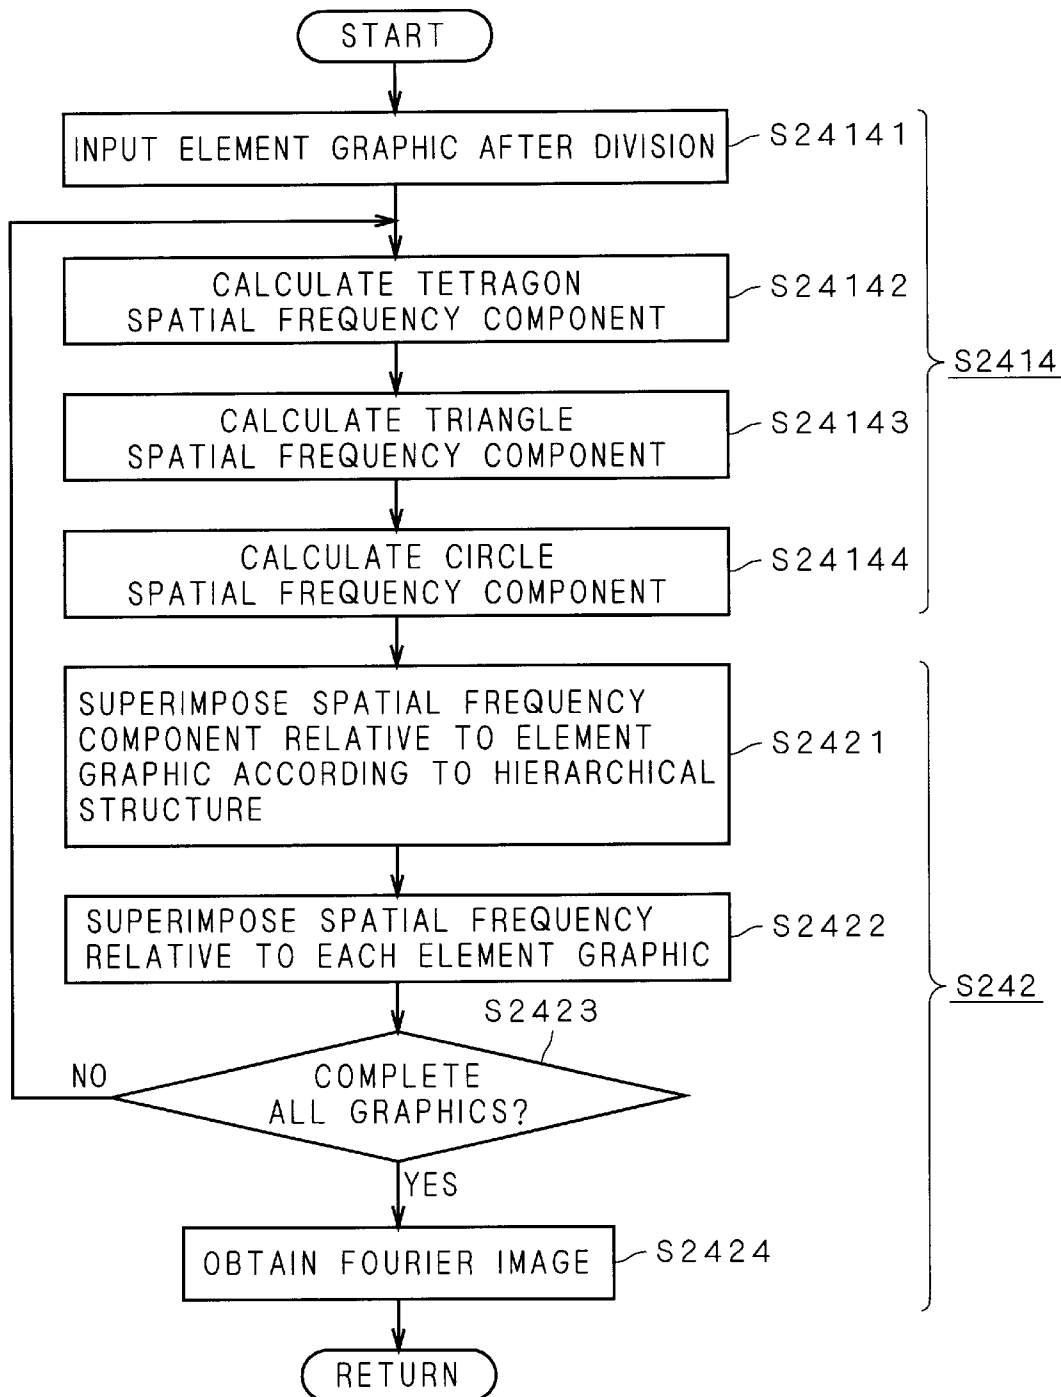 START
INPUT ELEMENT GRAPHIC AFTER DIVISION
S24141
CALCULATE TETRAGON
SPATIAL FREQUENCY COMPONENT
S24142
S2414
CALCULATE TRIANGLE
SPATIAL FREQUENCY COMPONENT
S24143
CALCULATE CIRCLE
SPATIAL FREQUENCY COMPONENT
S24144
SUPERIMPOSE SPATIAL FREQUENCY
COMPONENT RELATIVE TO ELEMENT
GRAPHIC ACCORDING TO HIERARCHICAL
STRUCTURE
S2421
SUPERIMPOSE SPATIAL FREQUENCY
RELATIVE TO EACH ELEMENT GRAPHIC
S2422
S242
S2423
NO
COMPLETE
ALL GRAPHICS?
YES
OBTAIN FOURIER IMAGE
S2424
RETURN